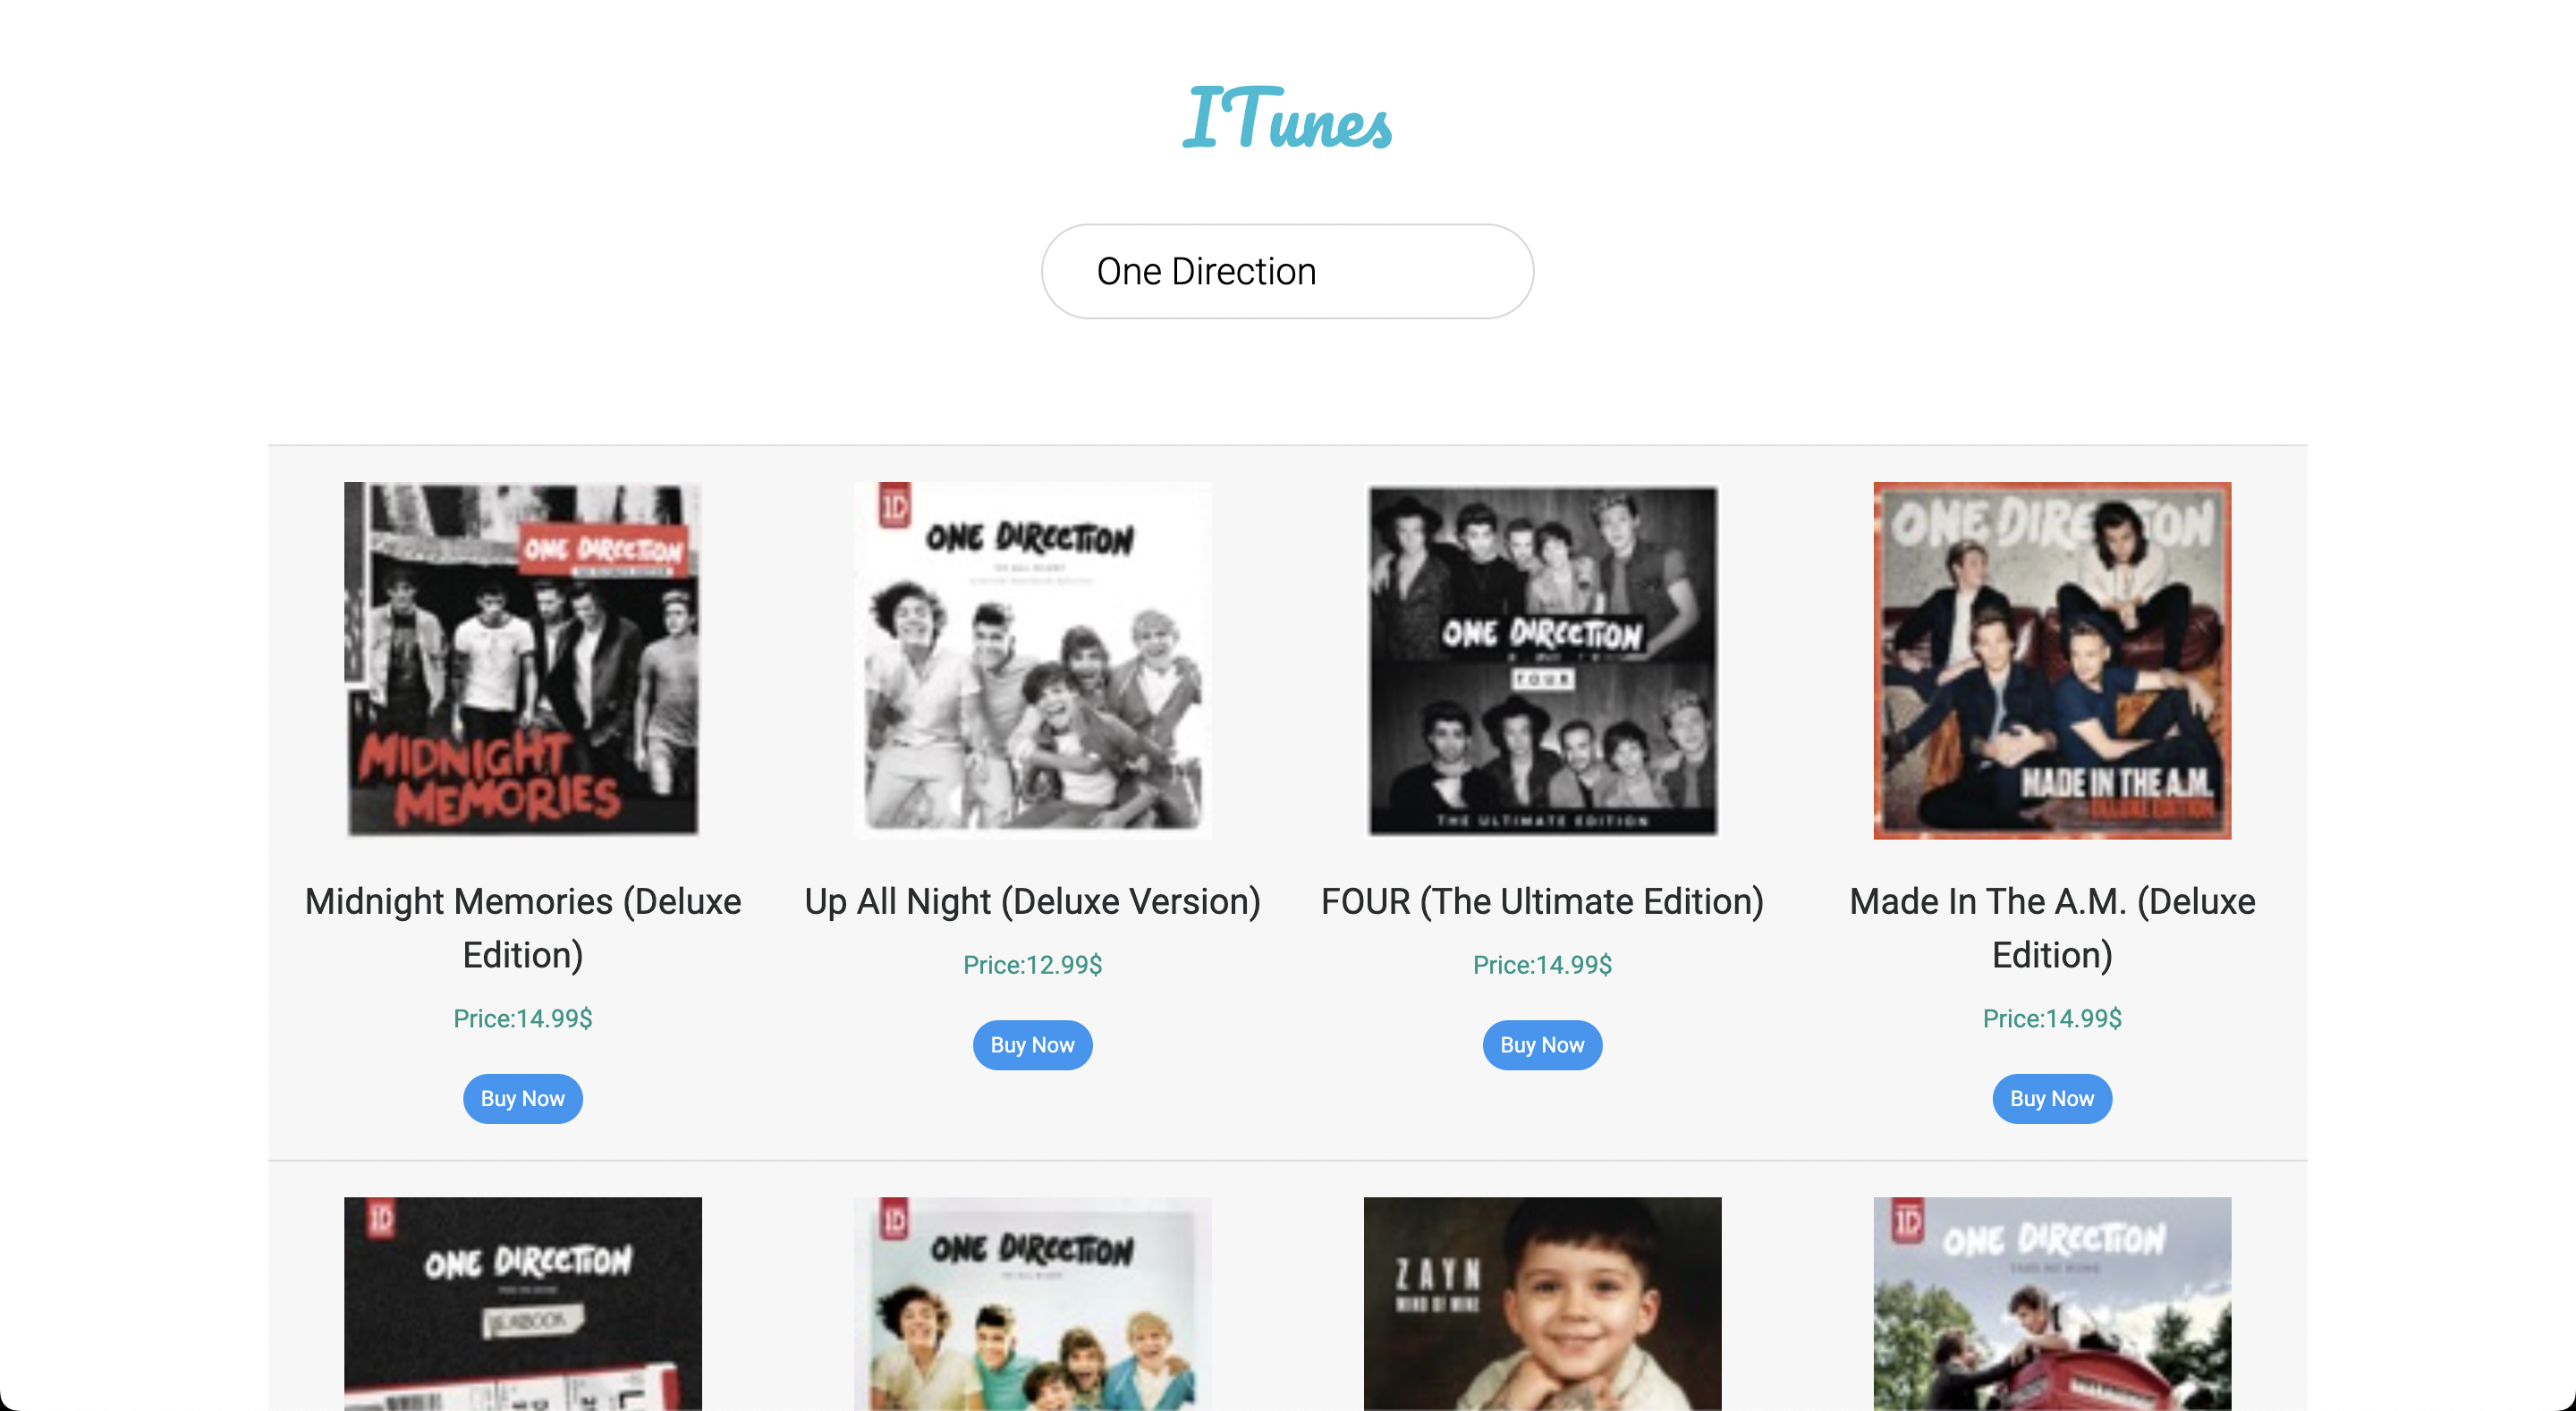 ITunes
One Direction
ONE DIRECTION
MIDNIGHT
MEMORIES
1D
ONE DIRECTION
ONE DIRECTION
FOUR
THE ULTIMATE EDITION
ONE DIRECTION
MADE IN THE A.M.
DELUXE EDITION
Midnight Memories (Deluxe
Edition)
Price:14.99$
Buy Now
Up All Night (Deluxe Version)
Price:12.99$
Buy Now
FOUR (The Ultimate Edition)
Price:14.99$
Buy Now
Made In The A.M. (Deluxe
Edition)
Price:14.99$
Buy Now
1D
ONE DIRECTION
YEARBOOK
1D
ONE DIRECTION
ZAYN
MIND OF MINE
1D
ONE DIRECTION